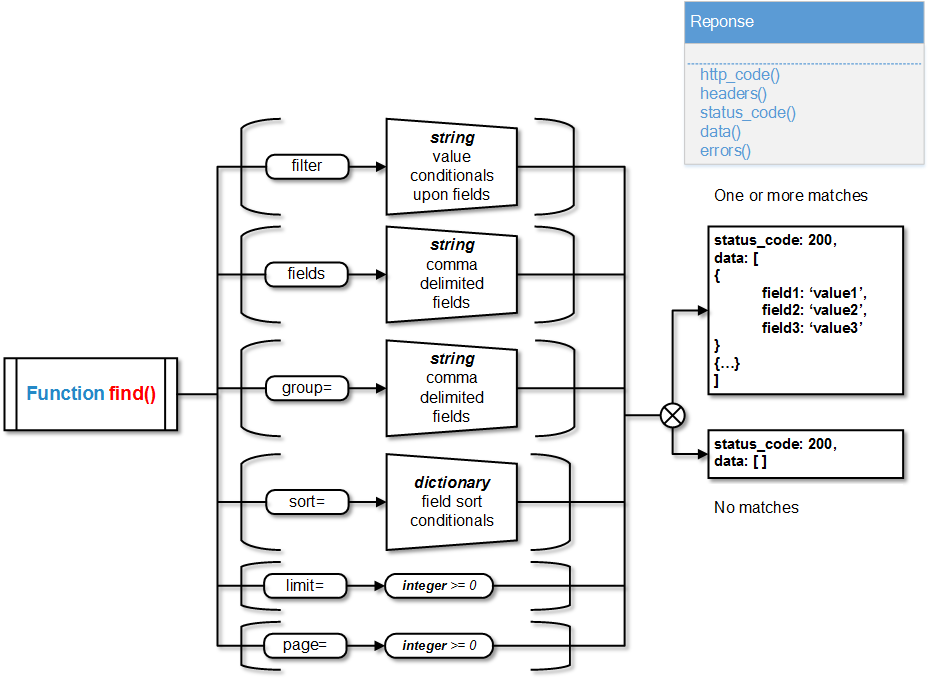 Reponse
http_code()
headers()
status_code()
data()
errors()
Function find()
filter
string
value
conditionals
upon fields
fields
string
comma
delimited
fields
group=
string
comma
delimited
fields
sort=
dictionary
field sort
conditionals
limit=
integer >= 0
page=
integer >= 0
One or more matches
status_code: 200,
data: [
{
field1: ‘value1’,
field2: ‘value2’,
field3: ‘value3’
}
{…}
]
status_code: 200,
data: [ ]
No matches